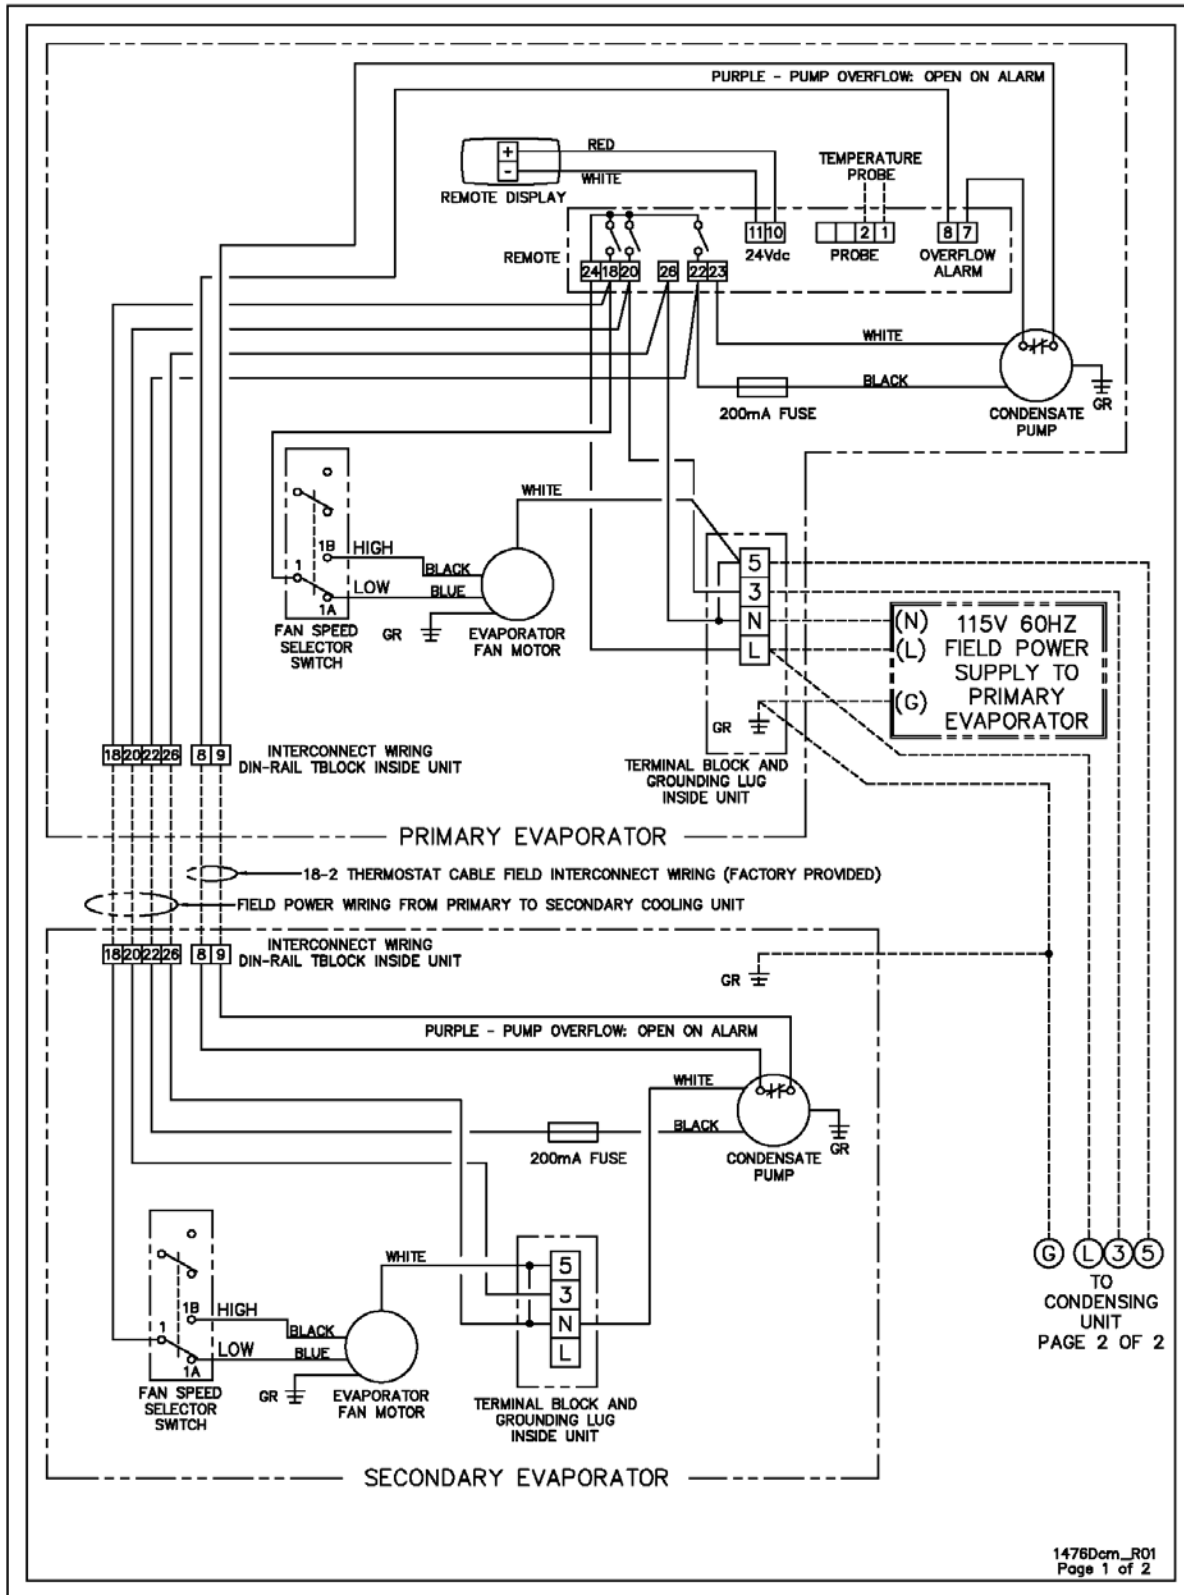 PURPLE - PUMP OVERFLOW: OPEN ON ALARM
RED
WHITE
+
-
REMOTE DISPLAY
TEMPERATURE
PROBE
11 10
24Vdc
2 1
PROBE
8 7
OVERFLOW
ALARM
REMOTE
24 18 20 26 22 23
WHITE
BLACK
200mA FUSE
GR
CONDENSATE
PUMP
WHITE
1B
HIGH
1
BLACK
LOW
BLUE
1A
FAN SPEED
SELECTOR
SWITCH
GR
EVAPORATOR
FAN MOTOR
5
3
N
L
GR
TERMINAL BLOCK AND
GROUNDING LUG
INSIDE UNIT
(N)
(L)
(G)
115V 60HZ
FIELD POWER
SUPPLY TO
PRIMARY
EVAPORATOR
18 20 22 26 8 9
INTERCONNECT WIRING
DIN-RAIL TBLOCK INSIDE UNIT
PRIMARY EVAPORATOR
18-2 THERMOSTAT CABLE FIELD INTERCONNECT WIRING (FACTORY PROVIDED)
FIELD POWER WIRING FROM PRIMARY TO SECONDARY COOLING UNIT
18 20 22 26 8 9
INTERCONNECT WIRING
DIN-RAIL TBLOCK INSIDE UNIT
GR
PURPLE - PUMP OVERFLOW: OPEN ON ALARM
WHITE
BLACK
200mA FUSE
GR
CONDENSATE
PUMP
WHITE
1B
HIGH
1
BLACK
LOW
BLUE
1A
FAN SPEED
SELECTOR
SWITCH
GR
EVAPORATOR
FAN MOTOR
5
3
N
L
TERMINAL BLOCK AND
GROUNDING LUG
INSIDE UNIT
SECONDARY EVAPORATOR
G L 3 5
TO
CONDENSING
UNIT
PAGE 2 OF 2
1476Dcm_R01
Page 1 of 2